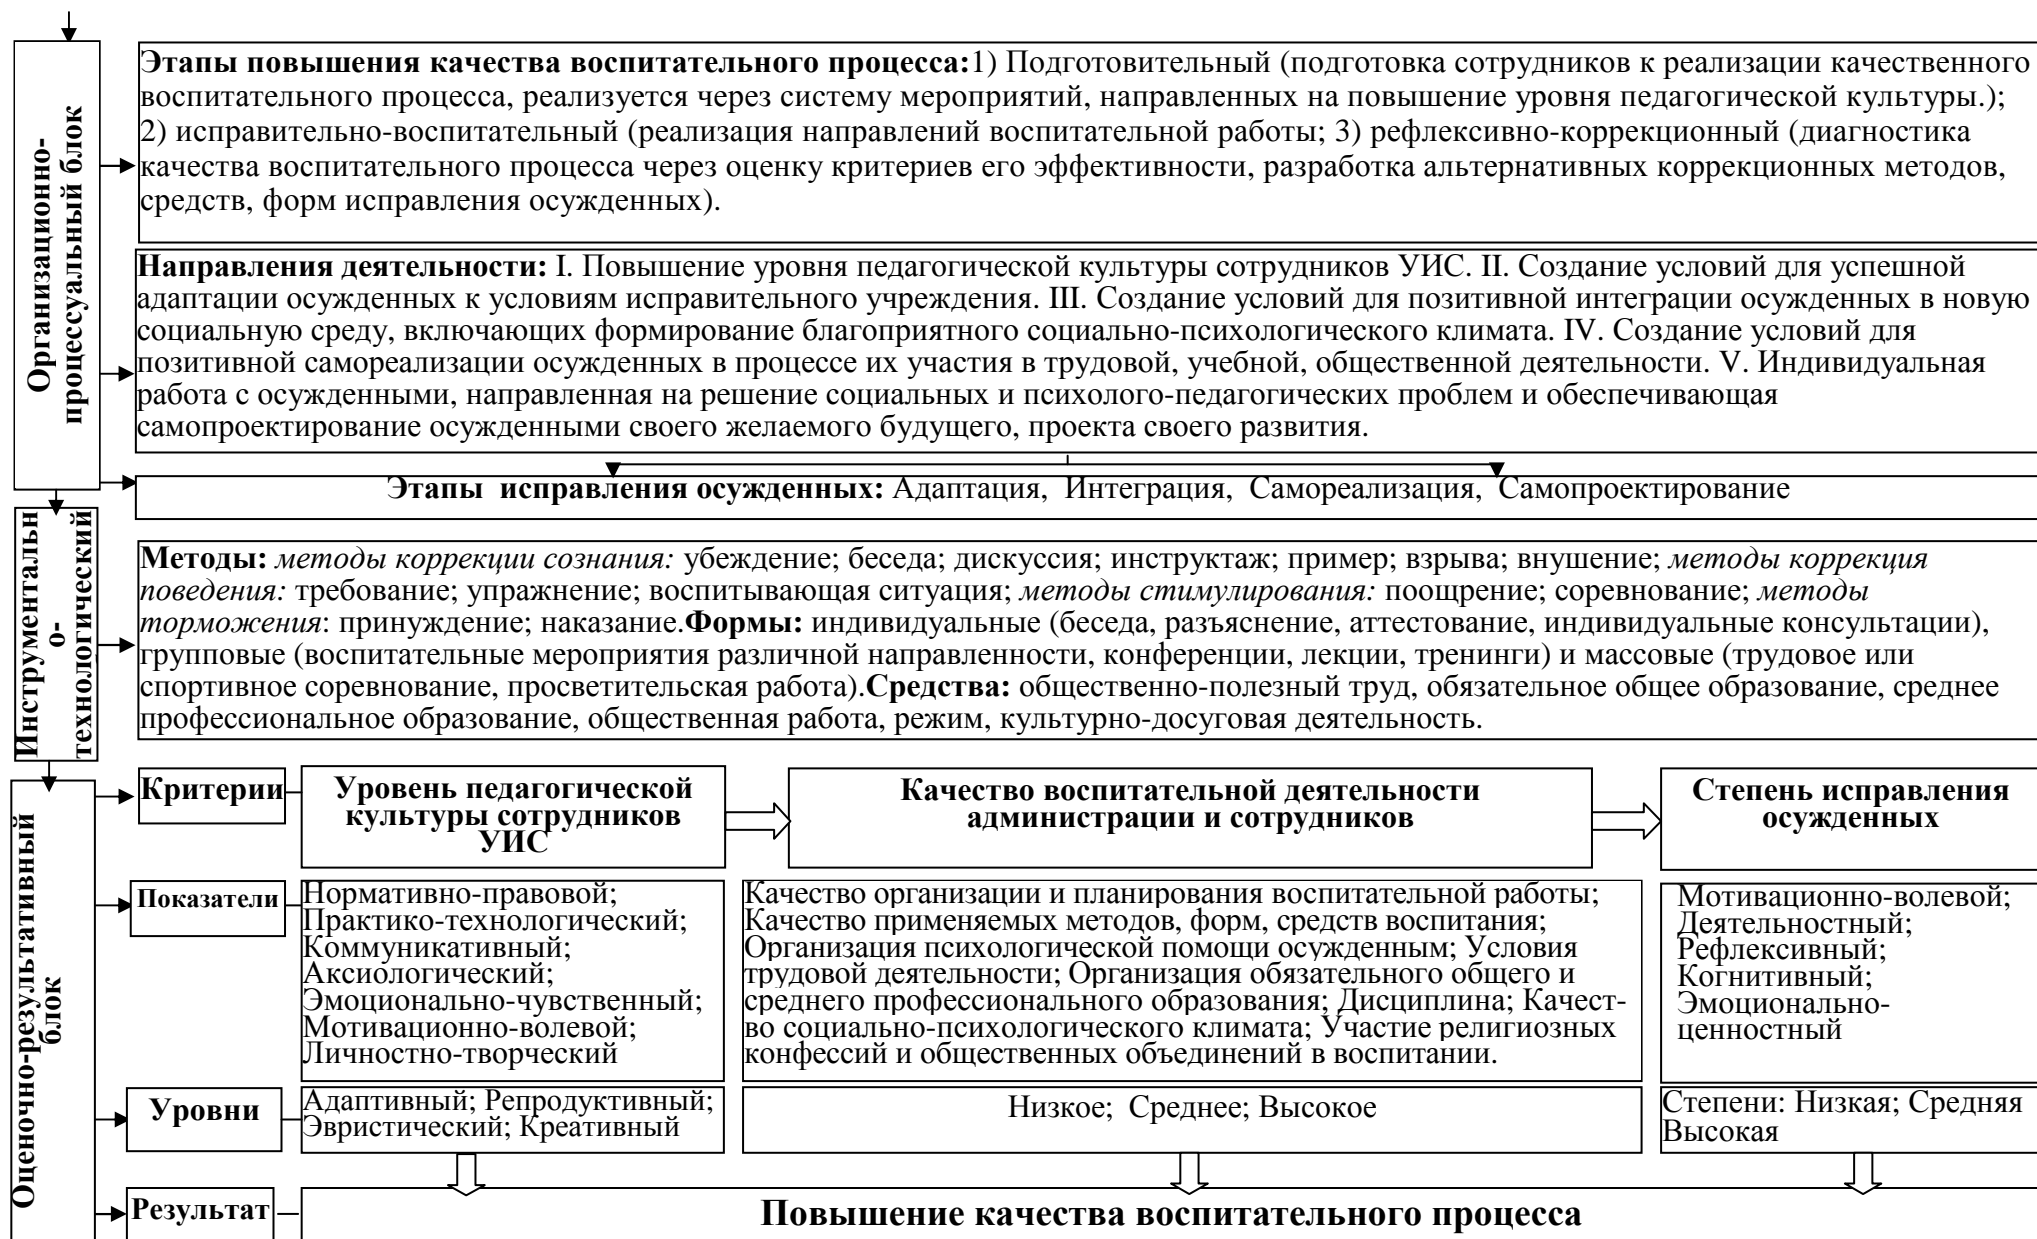 Организационно-
процессуальный блок
Этапы повышения качества воспитательного процесса:1) Подготовительный (подготовка сотрудников к реализации качественного
воспитательного процесса, реализуется через систему мероприятий, направленных на повышение уровня педагогической культуры.);
2) исправительно-воспитательный (реализация направлений воспитательной работы; 3) рефлексивно-коррекционный (диагностика
качества воспитательного процесса через оценку критериев его эффективности, разработка альтернативных коррекционных методов,
средств, форм исправления осужденных).
Направления деятельности: I. Повышение уровня педагогической культуры сотрудников УИС. II. Создание условий для успешной
адаптации осужденных к условиям исправительного учреждения. III. Создание условий для позитивной интеграции осужденных в новую
социальную среду, включающих формирование благоприятного социально-психологического климата. IV. Создание условий для
позитивной самореализации осужденных в процессе их участия в трудовой, учебной, общественной деятельности. V. Индивидуальная
работа с осужденными, направленная на решение социальных и психолого-педагогических проблем и обеспечивающая
самопроектирование осужденными своего желаемого будущего, проекта своего развития.
Этапы исправления осужденных: Адаптация, Интеграция, Самореализация, Самопроектирование
Инструментальн
о-
технологический
Методы: методы коррекции сознания: убеждение; беседа; дискуссия; инструктаж; пример; взрыва; внушение; методы коррекция
поведения: требование; упражнение; воспитывающая ситуация; методы стимулирования: поощрение; соревнование; методы
торможения: принуждение; наказание.Формы: индивидуальные (беседа, разъяснение, аттестование, индивидуальные консультации),
групповые (воспитательные мероприятия различной направленности, конференции, лекции, тренинги) и массовые (трудовое или
спортивное соревнование, просветительская работа).Средства: общественно-полезный труд, обязательное общее образование, среднее
профессиональное образование, общественная работа, режим, культурно-досуговая деятельность.
Оценочно-результативный
блок
Критерии
Уровень педагогической
культуры сотрудников
УИС
Качество воспитательной деятельности
администрации и сотрудников
Степень исправления
осужденных
Показатели
Нормативно-правовой;
Практико-технологический;
Коммуникативный;
Аксиологический;
Эмоционально-чувственный;
Мотивационно-волевой;
Личностно-творческий
Качество организации и планирования воспитательной работы;
Качество применяемых методов, форм, средств воспитания;
Организация психологической помощи осужденным; Условия
трудовой деятельности; Организация обязательного общего и
среднего профессионального образования; Дисциплина; Качест-
во социально-психологического климата; Участие религиозных
конфессий и общественных объединений в воспитании.
Мотивационно-волевой;
Деятельностный;
Рефлексивный;
Когнитивный;
Эмоционально-
ценностный
Уровни
Адаптивный; Репродуктивный;
Эвристический; Креативный
Низкое; Среднее; Высокое
Степени: Низкая; Средняя
Высокая
Результат
Повышение качества воспитательного процесса